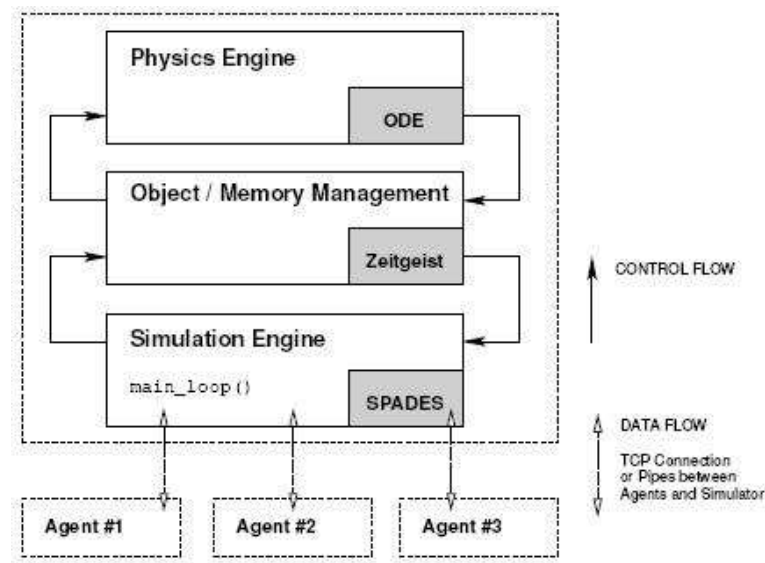 Physics Engine
ODE
Object / Memory Management
Zeitgeist
Simulation Engine
main_loop()
SPADES
Agent #1
Agent #2
Agent #3
CONTROL FLOW
DATA FLOW
TCP Connection
or Pipes between
Agents and Simulator